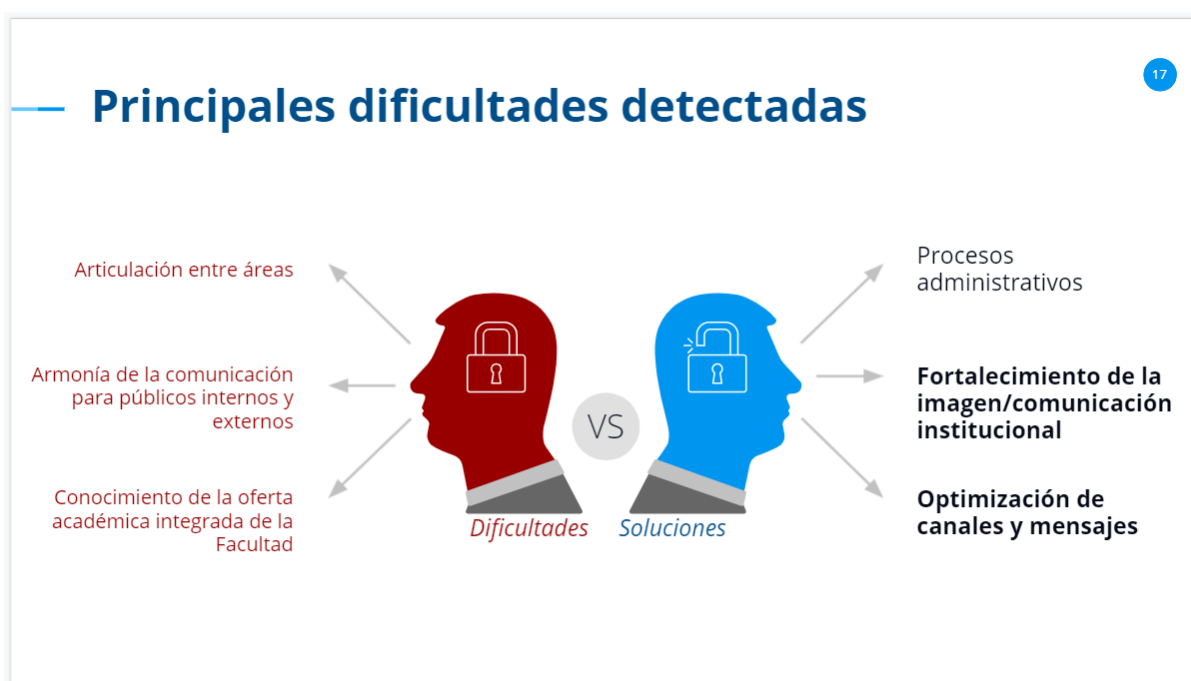 17
Principales dificultades detectadas
Articulación entre áreas
Armonía de la comunicación
para públicos internos y
externos
Conocimiento de la oferta
académica integrada de la
Facultad
VS
Dificultades
Soluciones
Procesos
administrativos
Fortalecimiento de la
imagen/comunicación
institucional
Optimización de
canales y mensajes